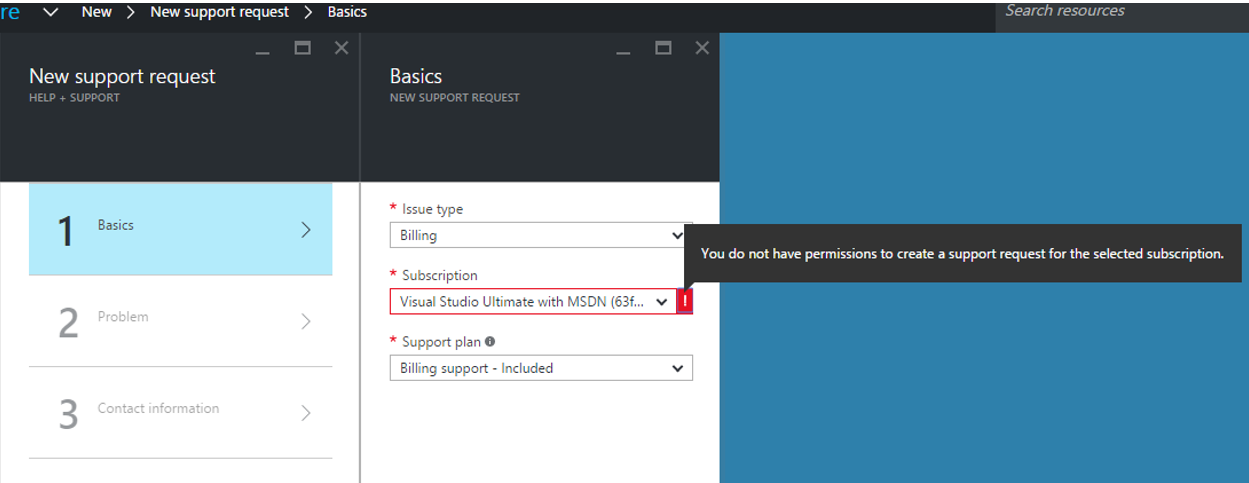 re New New support request Basics Search resources
New support request
HELP + SUPPORT
1 Basics
2 Problem
3 Contact information
Basics
NEW SUPPORT REQUEST
* Issue type
Billing
* Subscription
Visual Studio Ultimate with MSDN (63f... !
You do not have permissions to create a support request for the selected subscription.
* Support plan
Billing support - Included